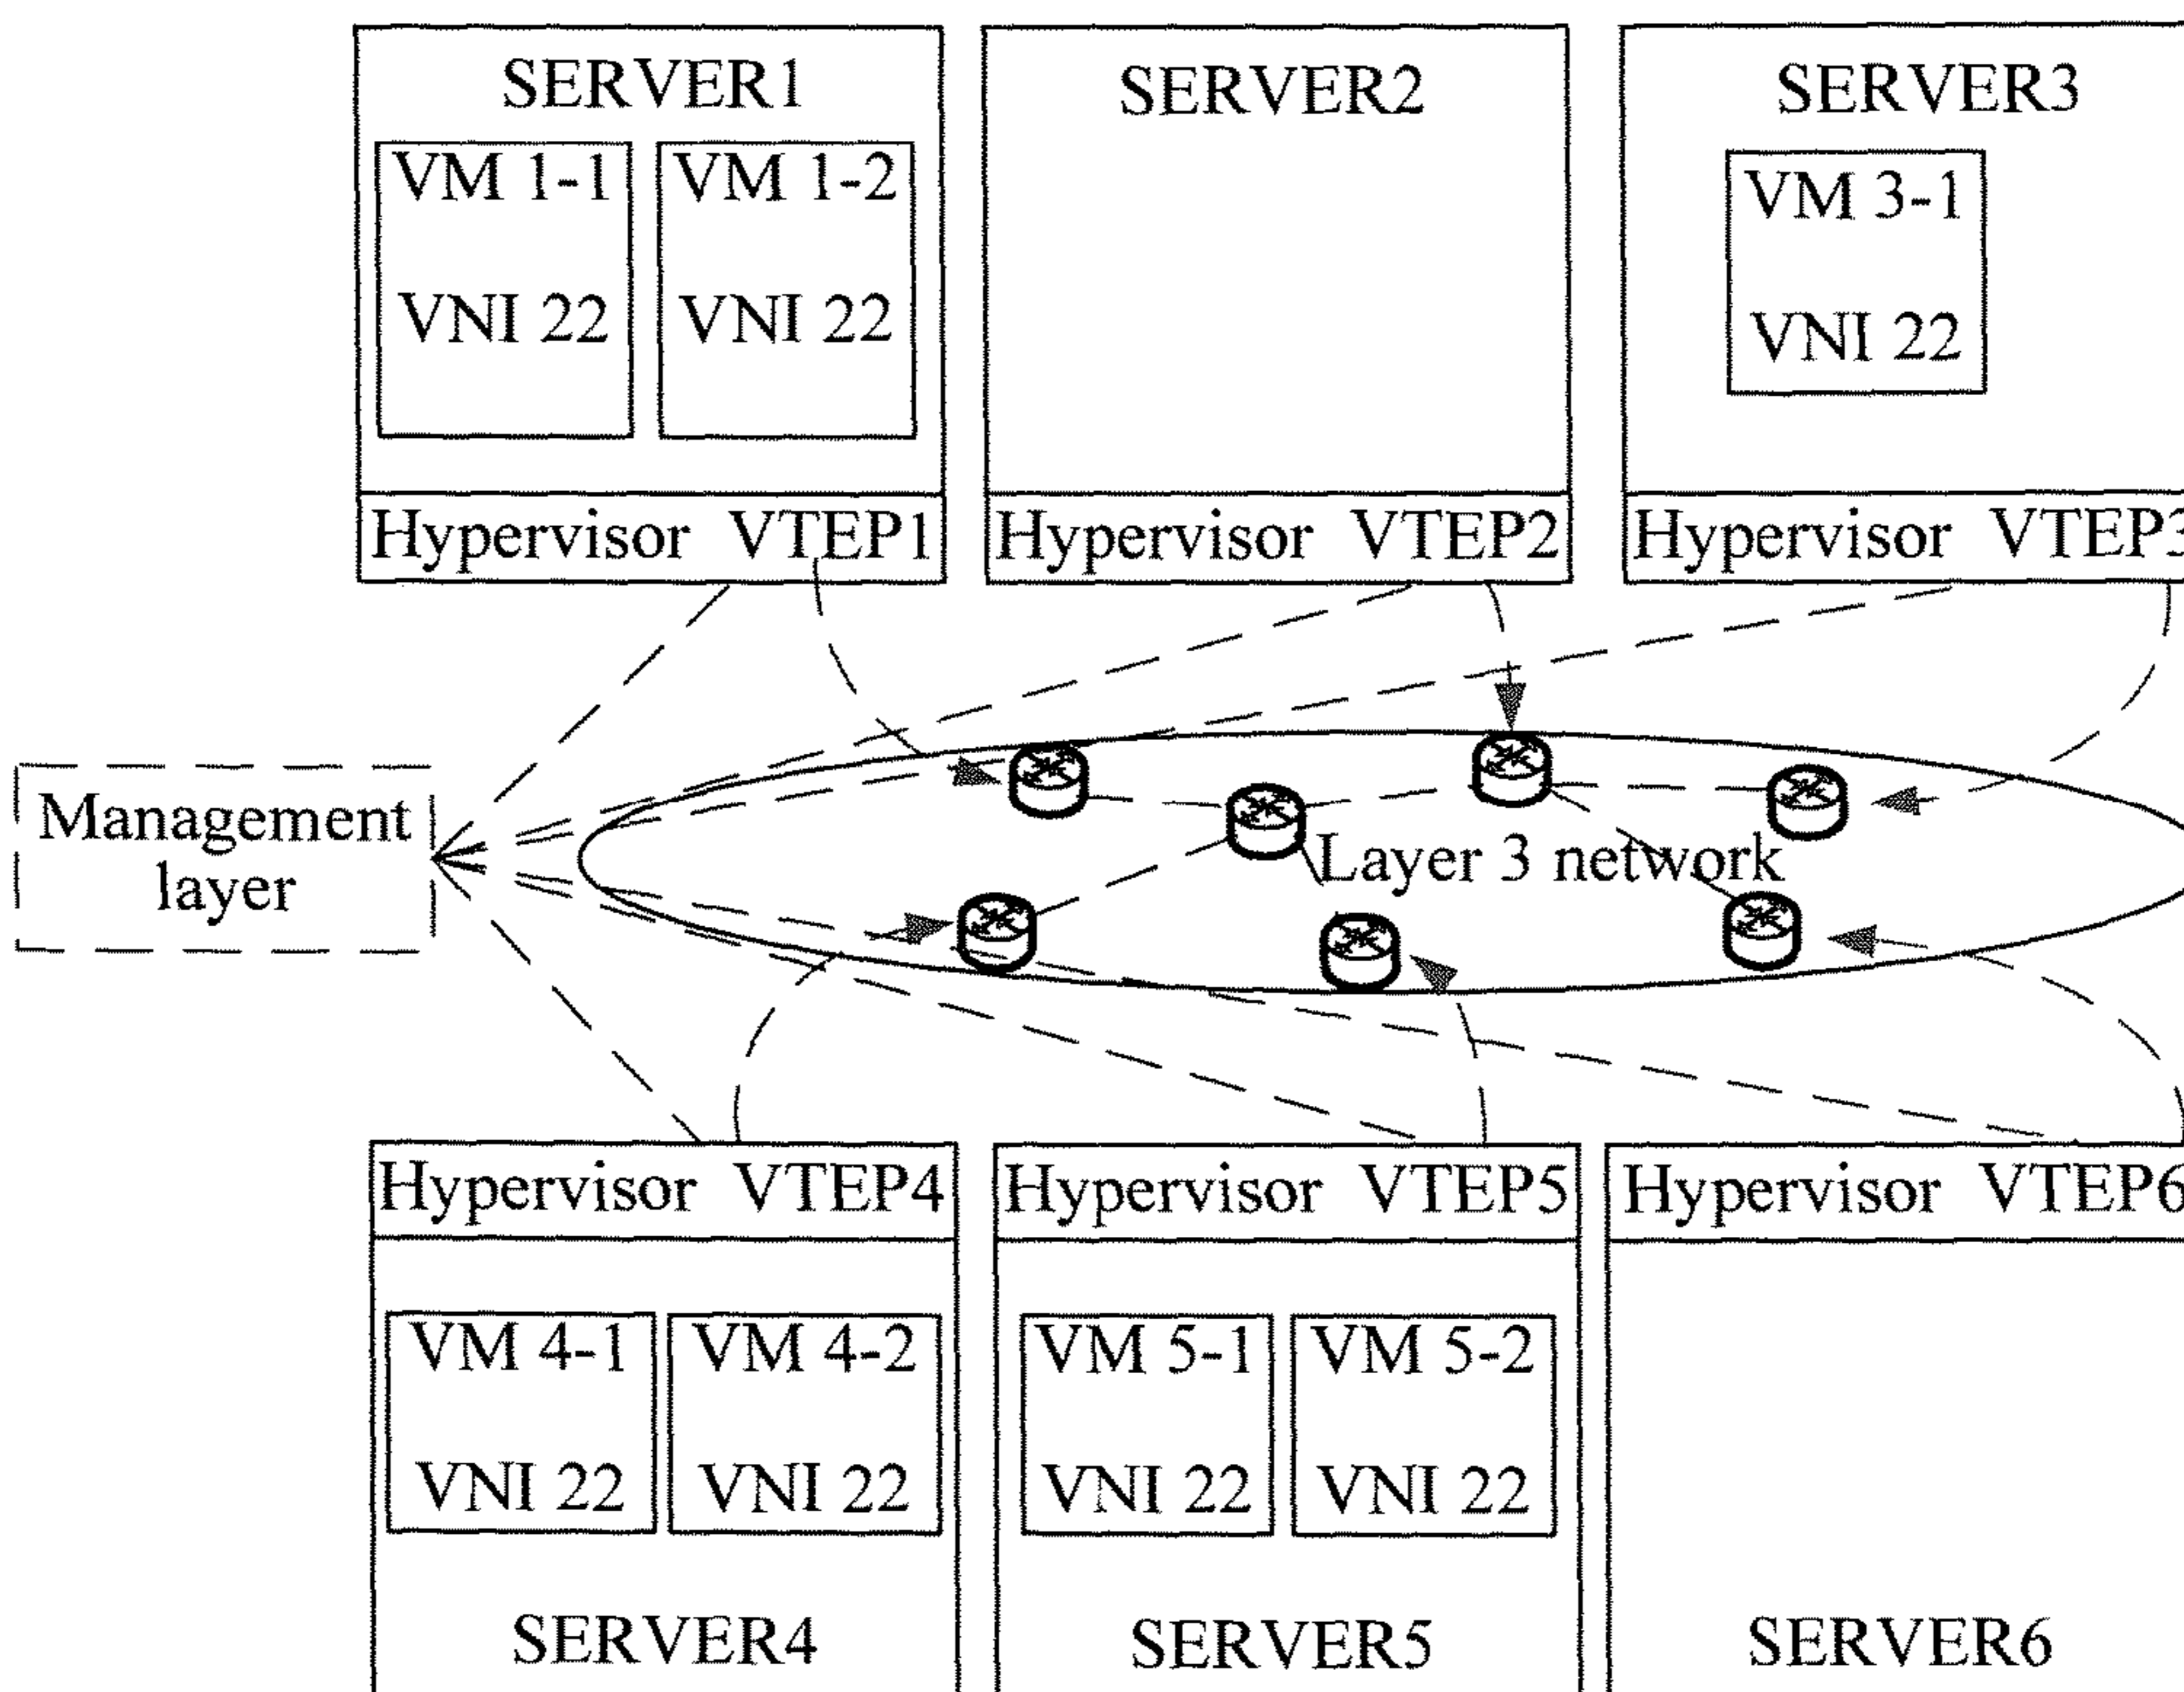 SERVER1
VM 1-1
VNI 22
VM 1-2
VNI 22
Hypervisor VTEP1
SERVER2
Hypervisor VTEP2
SERVER3
VM 3-1
VNI 22
Hypervisor VTEP3
Management
layer
Layer 3 network
Hypervisor VTEP4
VM 4-1
VNI 22
VM 4-2
VNI 22
SERVER4
Hypervisor VTEP5
VM 5-1
VNI 22
VM 5-2
VNI 22
SERVER5
Hypervisor VTEP6
SERVER6